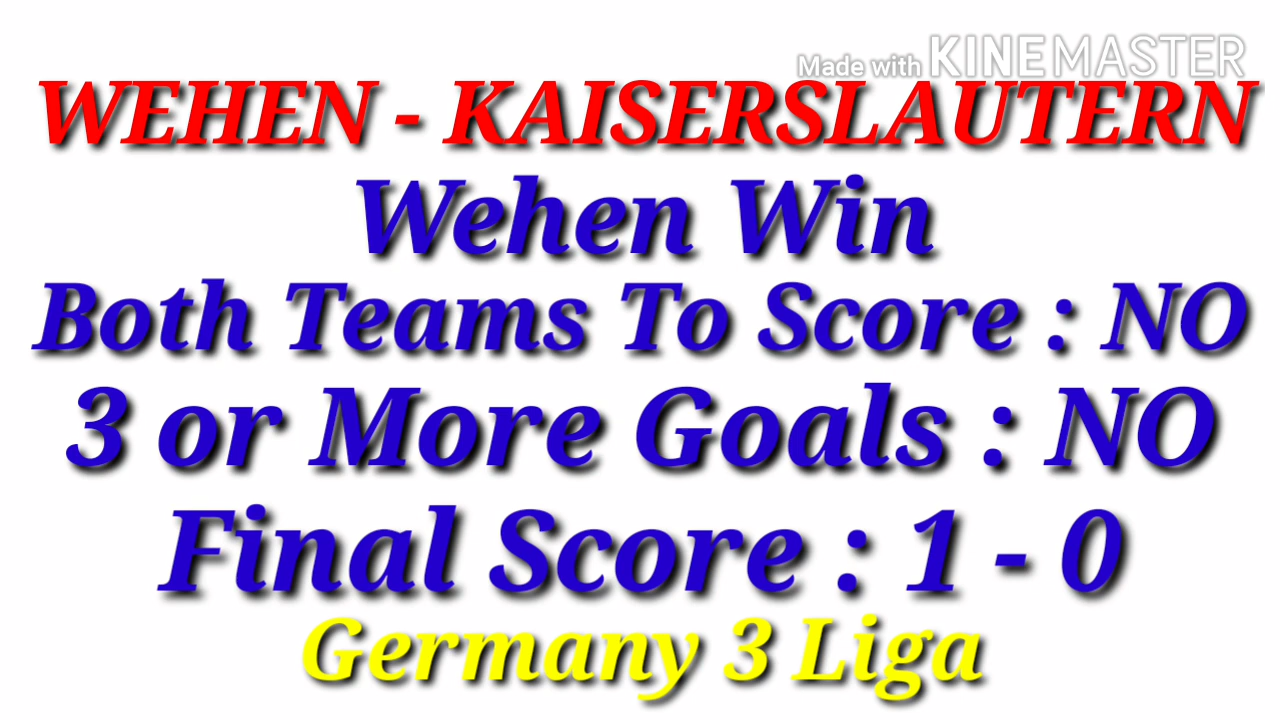 Made with KINEMASTER
WEHEN - KAISERSLAUTERN
Wehen Win
Both Teams To Score : NO
3 or More Goals : NO
Final Score : 1 - 0
Germany 3 Liga